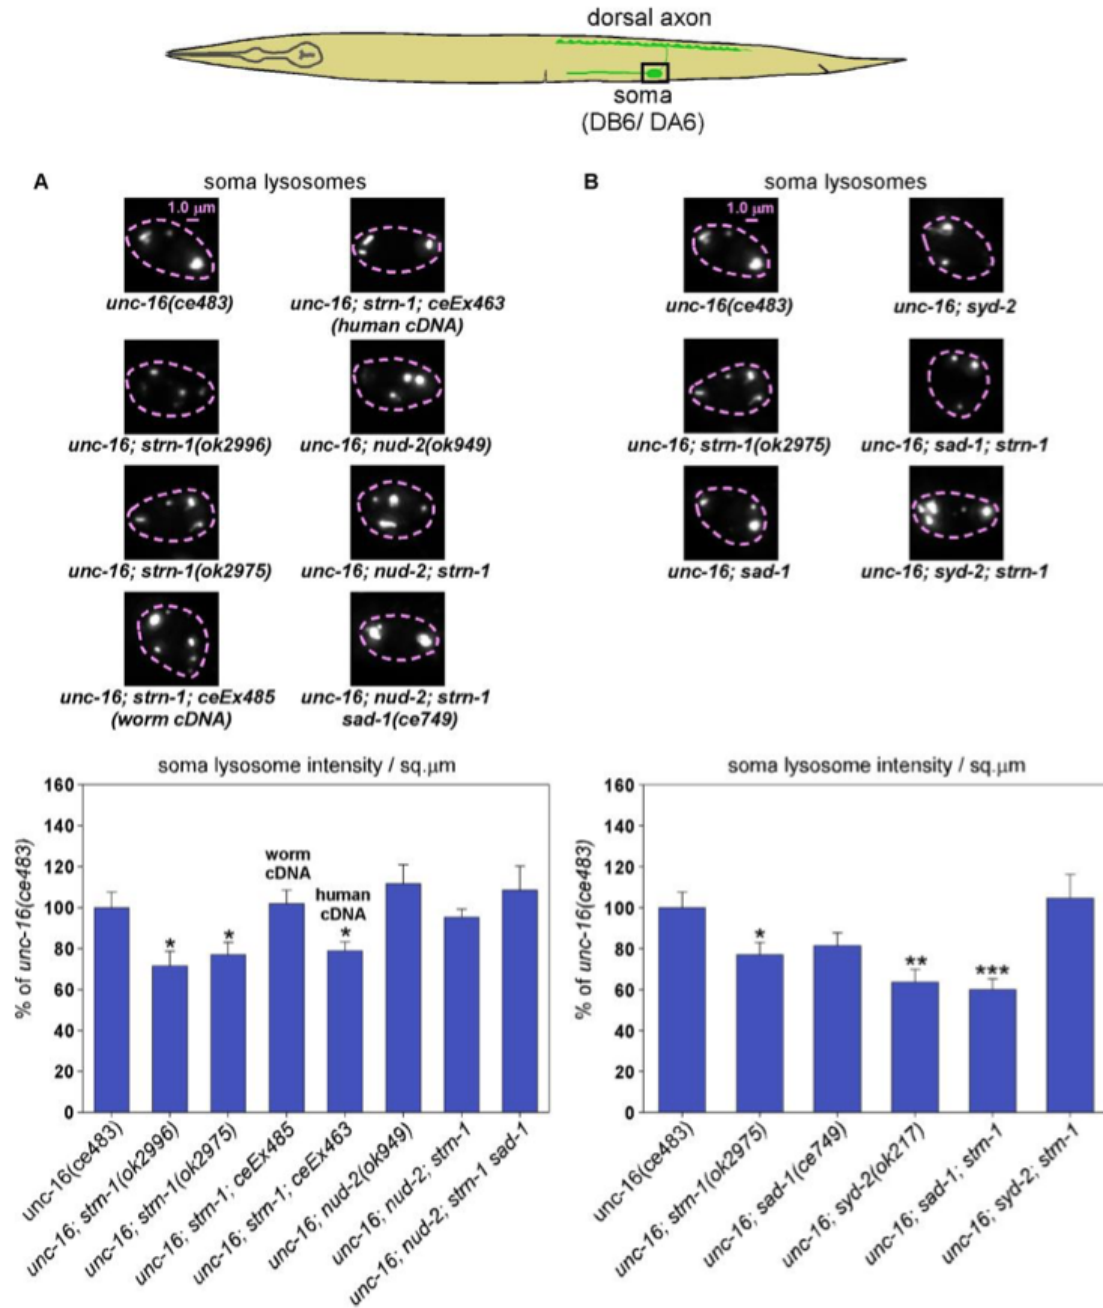 dorsal axon
soma
(DB6/ DA6)
A
soma lysosomes
1.0 µm
unc-16(ce483)
unc-16; strn-1; ceEx463
(human cDNA)
unc-16; strn-1(ok2996)
unc-16; nud-2(ok949)
unc-16; strn-1(ok2975)
unc-16; nud-2; strn-1
unc-16; strn-1; ceEx485
(worm cDNA)
unc-16; nud-2; strn-1
sad-1(ce749)
B
soma lysosomes
1.0 µm
unc-16(ce483)
unc-16; syd-2
unc-16; strn-1(ok2975)
unc-16; sad-1; strn-1
unc-16; sad-1
unc-16; syd-2; strn-1
soma lysosome intensity / sq.µm
% of unc-16(ce483)
160
140
120
100
80
60
40
20
0
*
*
worm
cDNA
human
cDNA
*
unc-16(ce483)
unc-16; strn-1(ok2996)
unc-16; strn-1(ok2975)
unc-16; strn-1; ceEx485
unc-16; strn-1; ceEx463
unc-16; nud-2(ok949)
unc-16; nud-2; strn-1
unc-16; nud-2; strn-1 sad-1
soma lysosome intensity / sq.µm
% of unc-16(ce483)
160
140
120
100
80
60
40
20
0
*
**
***
unc-16(ce483)
unc-16; strn-1(ok2975)
unc-16; sad-1(ce749)
unc-16; syd-2(ok217)
unc-16; sad-1; strn-1
unc-16; syd-2; strn-1